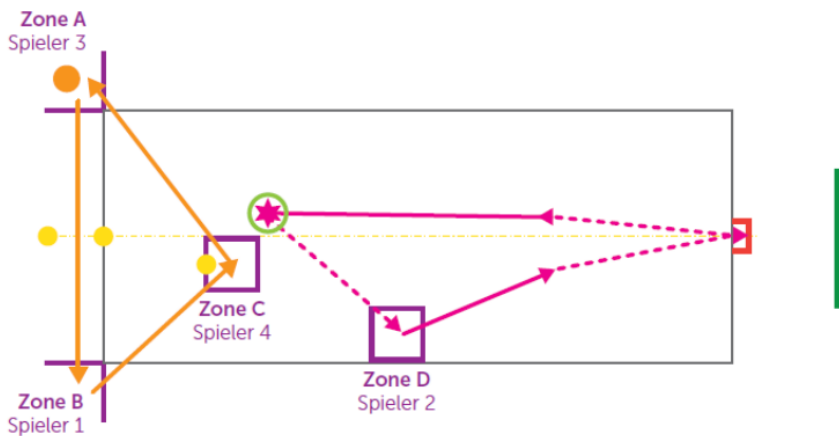 Zone A
Spieler 3
Zone C
Spieler 4
Zone D
Spieler 2
Zone B
Spieler 1